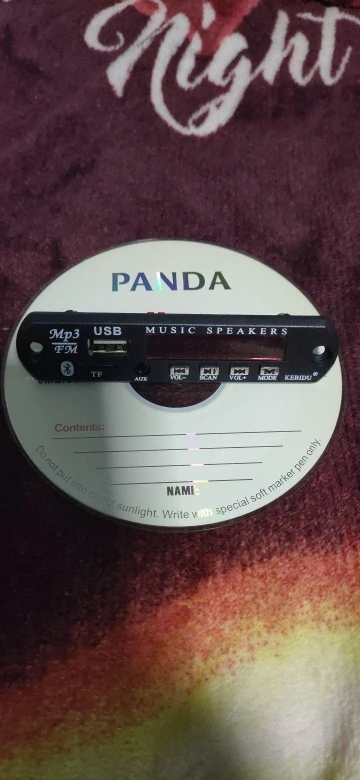 Night
PANDA
Mp3
FM
USB
MUSIC SPEAKERS
TP
AUX
VOL-
SCAN
VOL+
MODE
KEBIDU®
Contents:
NAME
Do not put into direct sunlight. Write with special soft marker pen only.